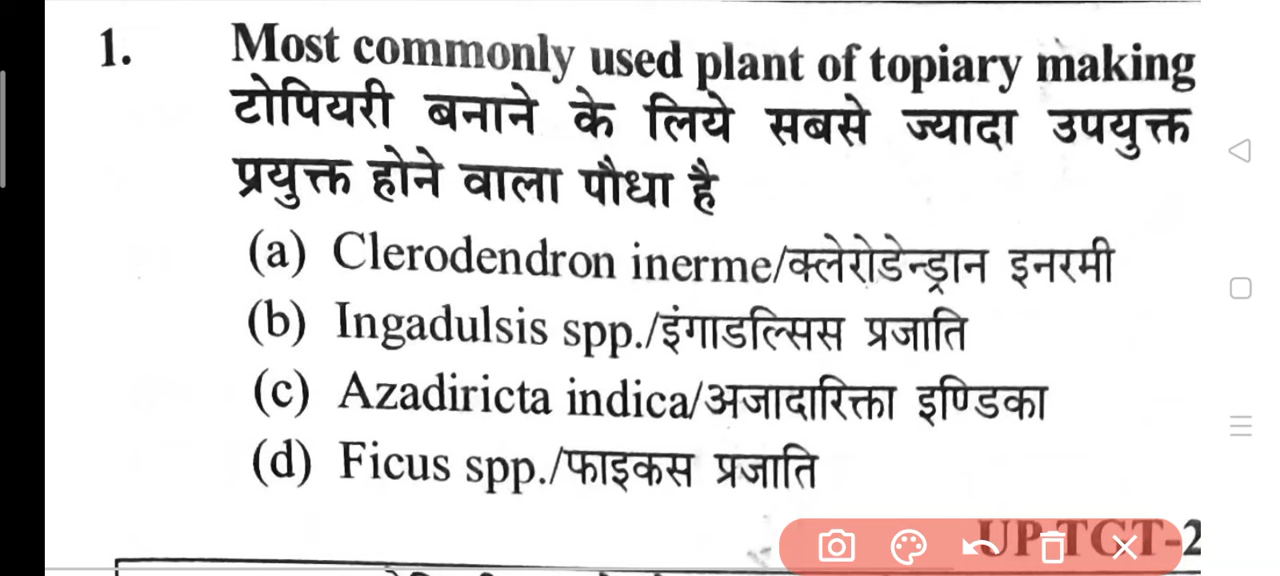 1. Most commonly used plant of topiary making
टोपियरी बनाने के लिये सबसे ज्यादा उपयुक्त
प्रयुक्त होने वाला पौधा है
(a) Clerodendron inerme/क्लेरोडेन्ड्रान इनरमी
(b) Ingadulsis spp./इंगाडल्सिस प्रजाति
(c) Azadiricta indica/अजादारिक्ता इण्डिका
(d) Ficus spp./फाइकस प्रजाति
UP TGT-2